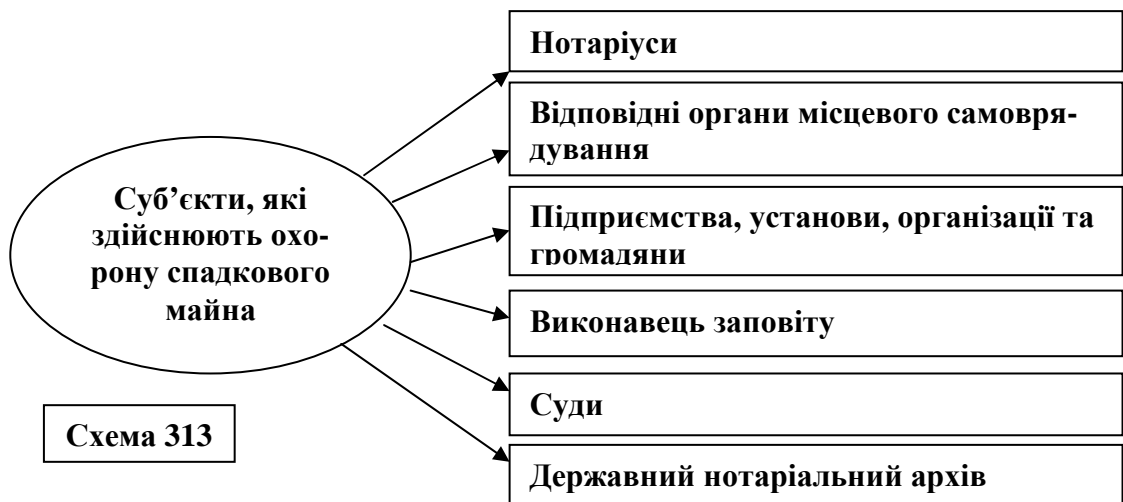 Нотаріуси
Відповідні органи місцевого самовря-
дування
Суб’єкти, які
здійснюють охо-
рону спадкового
майна
Підприємства, установи, організації та
громадяни
Виконавець заповіту
Суди
Схема 313
Державний нотаріальний архів